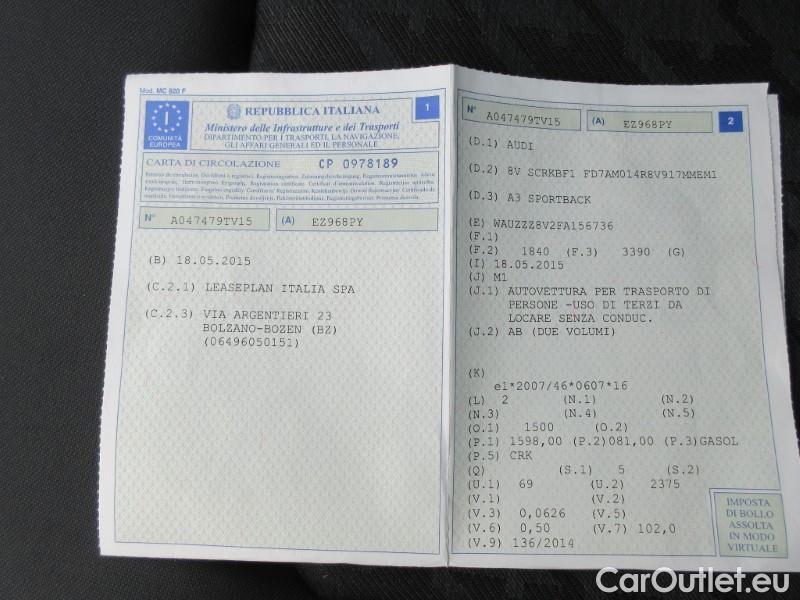 Mod. MC 820 F
I
COMUNITÀ
EUROPEA
REPUBBLICA ITALIANA
1
Ministero delle Infrastrutture e dei Trasporti
DIPARTIMENTO PER I TRASPORTI, LA NAVIGAZIONE,
GLI AFFARI GENERALI ED IL PERSONALE
CARTA DI CIRCOLAZIONE CP 0978189
N° A047479TV15 (A) EZ968PY
(B) 18.05.2015
(C.2.1) LEASEPLAN ITALIA SPA
(C.2.3) VIA ARGENTIERI 23
BOLZANO-BOZEN (BZ)
(06496050151)
N° A047479TV15 (A) EZ968PY 2
(D.1) AUDI
(D.2) 8V SCRKBF1 FD7AM014R8V917MMEM1
(D.3) A3 SPORTBACK
(E) WAUZZZ8V2FA156736
(F.1)
(F.2) 1840 (F.3) 3390 (G)
(I) 18.05.2015
(J) M1
(J.1) AUTOVETTURA PER TRASPORTO DI
PERSONE -USO DI TERZI DA
LOCARE SENZA CONDUC.
(J.2) AB (DUE VOLUMI)
(K)
e1*2007/46*0607*16
(L) 2 (N.1) (N.2)
(N.3) (N.4) (N.5)
(O.1) 1500 (O.2)
(P.1) 1598,00 (P.2)081,00 (P.3)GASOL
(P.5) CRK
(Q) (S.1) 5 (S.2)
(U.1) 69 (U.2) 2375
(V.1) (V.2)
(V.3) 0,0626 (V.5)
(V.6) 0,50 (V.7) 102,0
(V.9) 136/2014
IMPOSTA
DI BOLLO
ASSOLTA
IN MODO
VIRTUALE
CarOutlet.eu